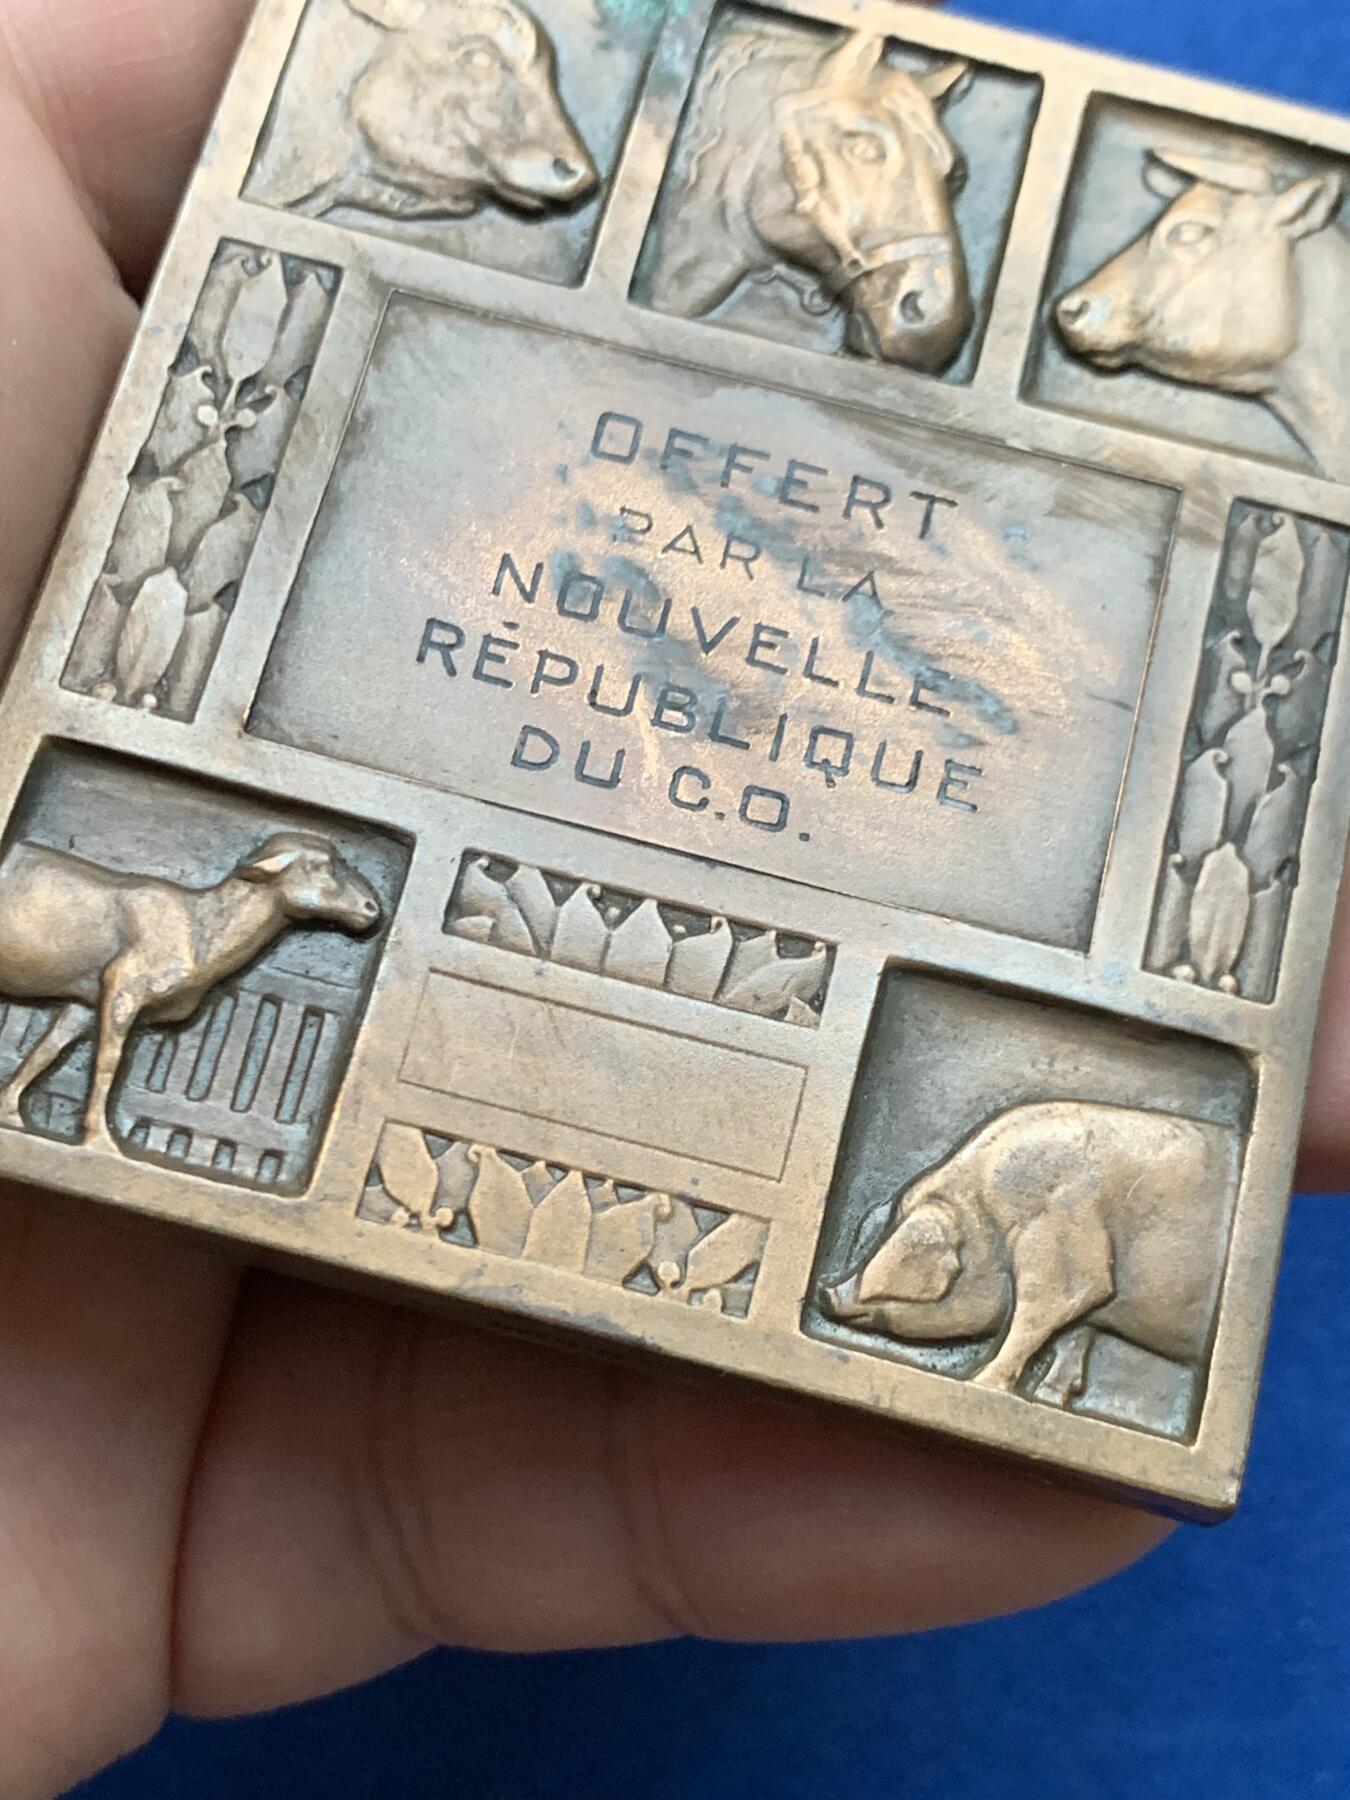 OFFERT
PAR LA
NOUVELLE
RÉPUBLIQUE
DU C.O.